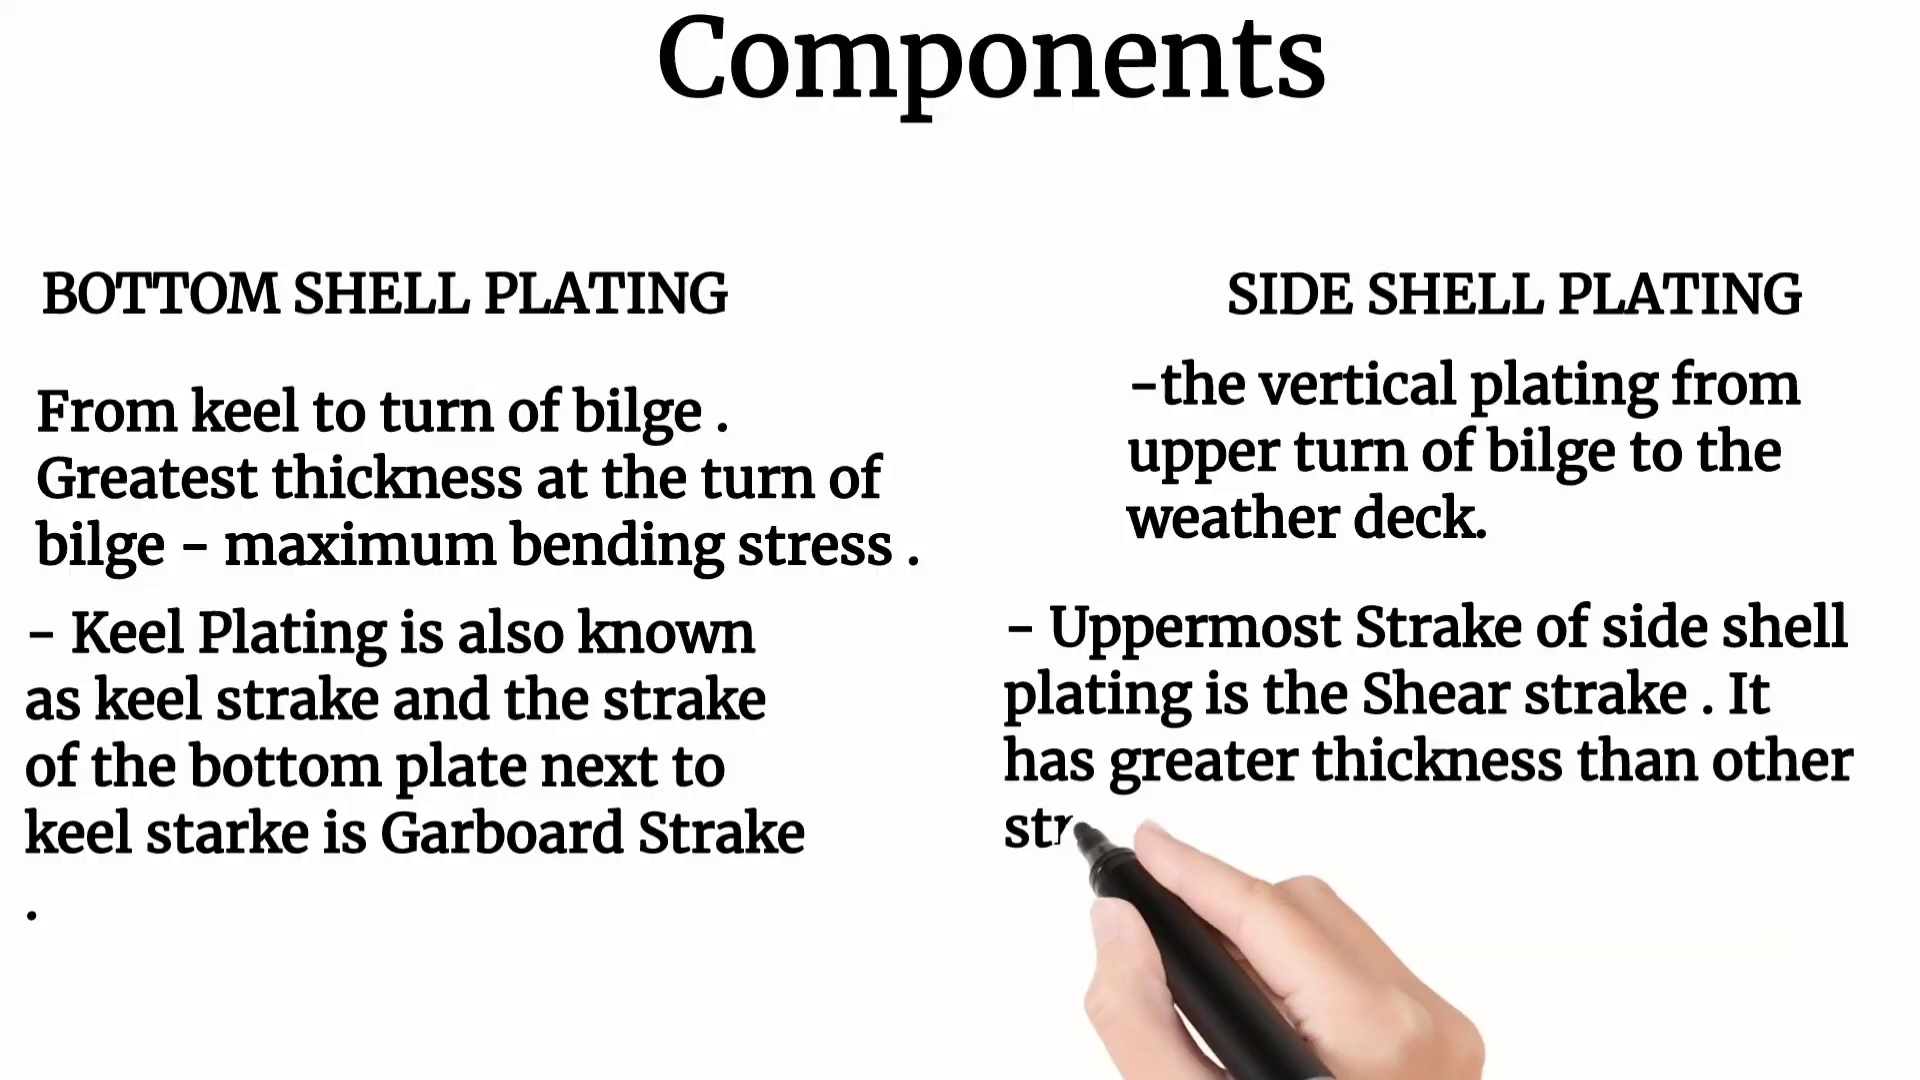 Components
BOTTOM SHELL PLATING
From keel to turn of bilge .
Greatest thickness at the turn of
bilge - maximum bending stress .
- Keel Plating is also known
as keel strake and the strake
of the bottom plate next to
keel starke is Garboard Strake
.
SIDE SHELL PLATING
-the vertical plating from
upper turn of bilge to the
weather deck.
- Uppermost Strake of side shell
plating is the Shear strake . It
has greater thickness than other
str